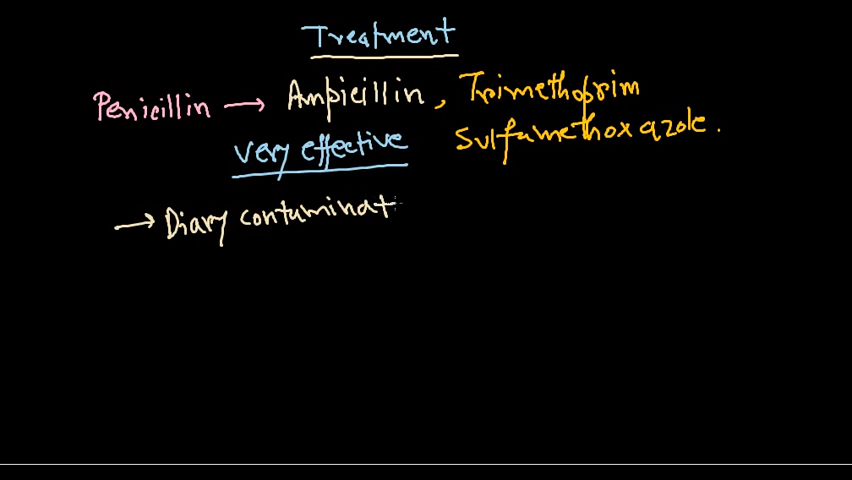 Treatment
Penicillin → Ampicillin, Trimethoprim
very effective Sulfamethoxazole.
→ Diary contaminat